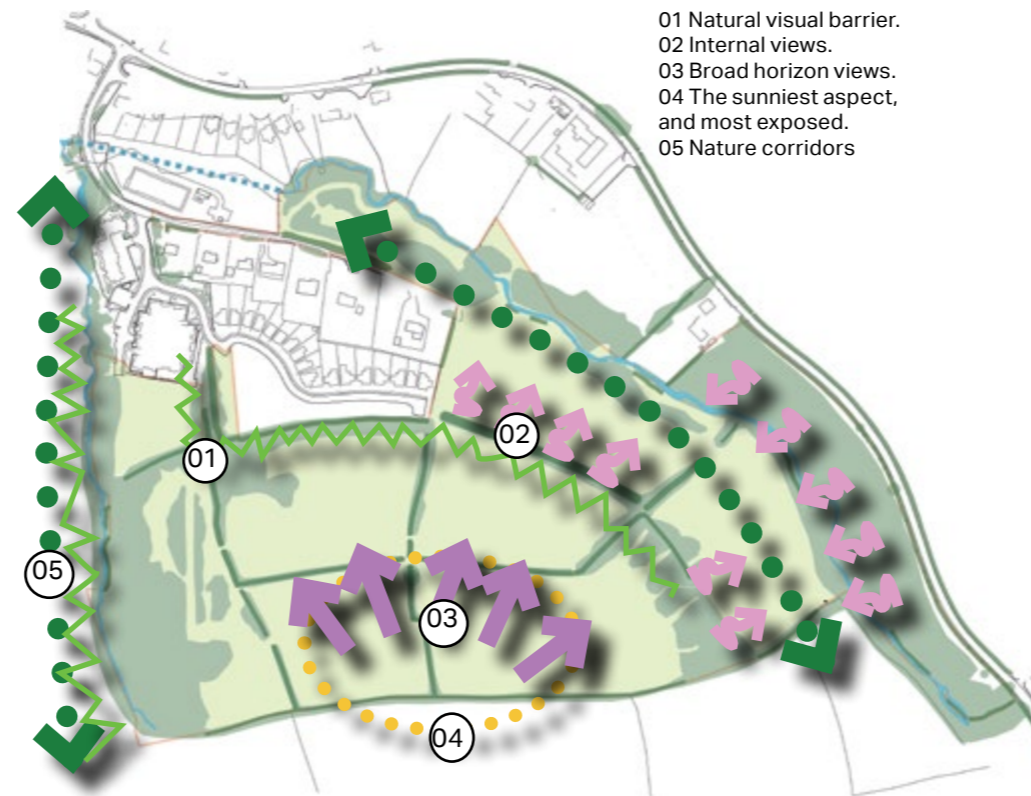 01 Natural visual barrier.
02 Internal views.
03 Broad horizon views.
04 The sunniest aspect,
and most exposed.
05 Nature corridors
02
01
05
03
04